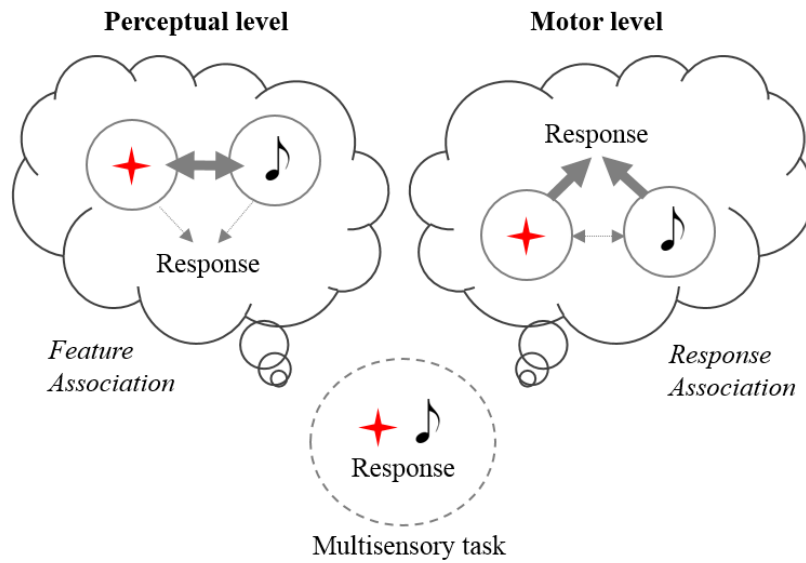 Perceptual level
Motor level
Response
Response
Feature
Association
Response
Association
Response
Multisensory task